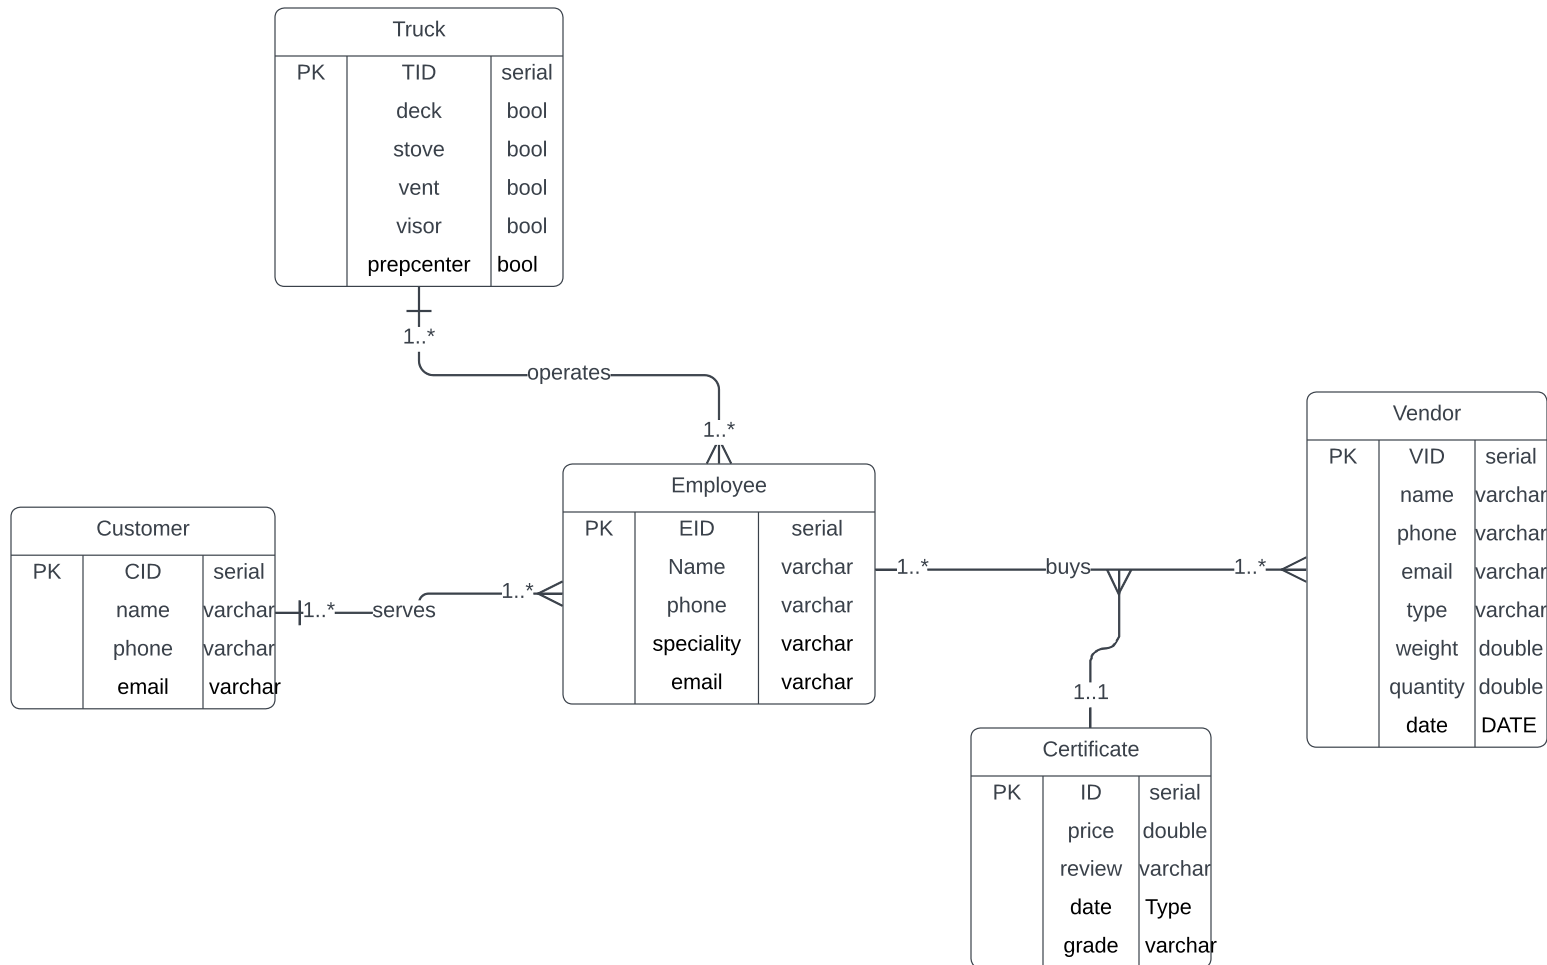 Truck
PK TID serial
deck bool
stove bool
vent bool
visor bool
prepcenter bool
1..*
operates
1..*
Employee
PK EID serial
Name varchar
phone varchar
speciality varchar
email varchar
Customer
PK CID serial
name varchar
phone varchar
email varchar
1..* serves 1..*
1..* buys 1..*
Vendor
PK VID serial
name varchar
phone varchar
email varchar
type varchar
weight double
quantity double
date DATE
1..1
Certificate
PK ID serial
price double
review varchar
date Type
grade varchar